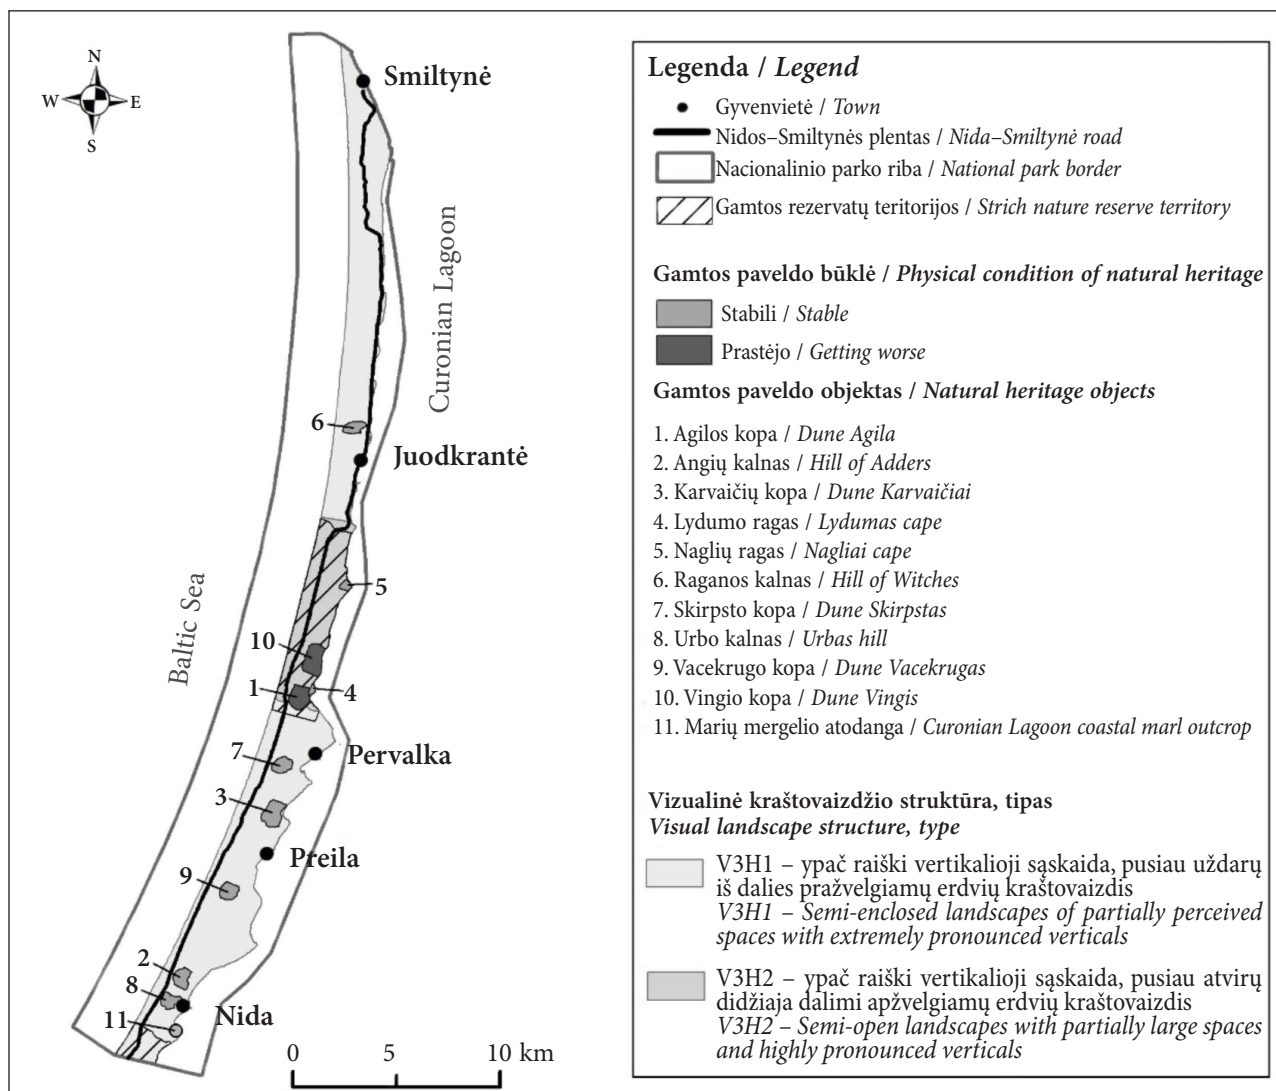 N
W
E
S
Smiltynė
Curonian Lagoon
6
Juodkrantė
5
Baltic Sea
10
1
4
Pervalka
7
3
Preila
9
2
8
Nida
11
0
5
10 km
Legenda / Legend
Gyvenvietė / Town
Nidos–Smiltynės plentas / Nida–Smiltynė road
Nacionalinio parko riba / National park border
Gamtos rezervatų teritorijos / Strich nature reserve territory
Gamtos paveldo būklė / Physical condition of natural heritage
Stabili / Stable
Prastėjo / Getting worse
Gamtos paveldo objektas / Natural heritage objects
1. Agilos kopa / Dune Agila
2. Angių kalnas / Hill of Adders
3. Karvaičių kopa / Dune Karvaičiai
4. Lydumo ragas / Lydumas cape
5. Naglių ragas / Nagliai cape
6. Raganos kalnas / Hill of Witches
7. Skirpsto kopa / Dune Skirpstas
8. Urbo kalnas / Urbas hill
9. Vacekrugo kopa / Dune Vacekrugas
10. Vingio kopa / Dune Vingis
11. Marių mergelio atodanga / Curonian Lagoon coastal marl outcrop
Vizualinė kraštovaizdžio struktūra, tipas
Visual landscape structure, type
V3H1 – ypač raiški vertikalioji sąskaida, pusiau uždarų
iš dalies pražvelgiamų erdvių kraštovaizdis
V3H1 – Semi-enclosed landscapes of partially perceived
spaces with extremely pronounced verticals
V3H2 – ypač raiški vertikalioji sąskaida, pusiau atvirų
didžiaja dalimi apžvelgiamų erdvių kraštovaizdis
V3H2 – Semi-open landscapes with partially large spaces
and highly pronounced verticals